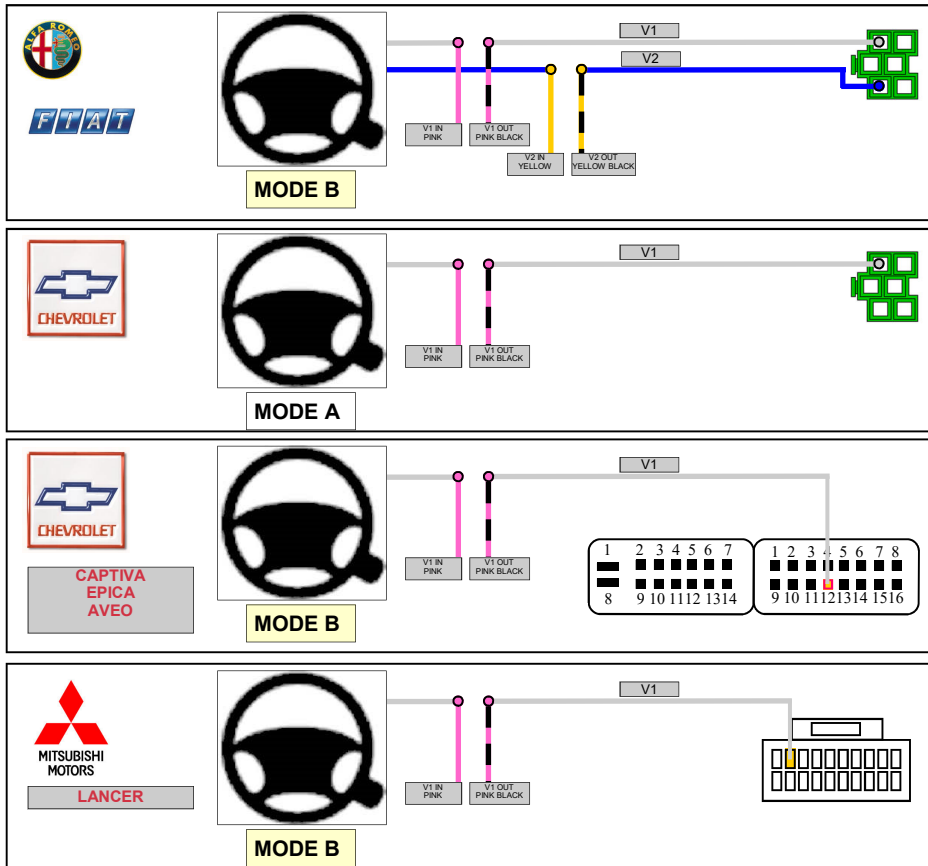 ALFA ROMEO
FIAT
V1
V2
V1 IN
PINK
V1 OUT
PINK BLACK
V2 IN
YELLOW
V2 OUT
YELLOW BLACK
MODE B
CHEVROLET
V1
V1 IN
PINK
V1 OUT
PINK BLACK
MODE A
CHEVROLET
CAPTIVA
EPICA
AVEO
V1
V1 IN
PINK
V1 OUT
PINK BLACK
1 2 3 4 5 6 7
8 9 10 11 12 13 14
1 2 3 4 5 6 7 8
9 10 11 12 13 14 15 16
MODE B
MITSUBISHI
MOTORS
LANCER
V1
V1 IN
PINK
V1 OUT
PINK BLACK
MODE B